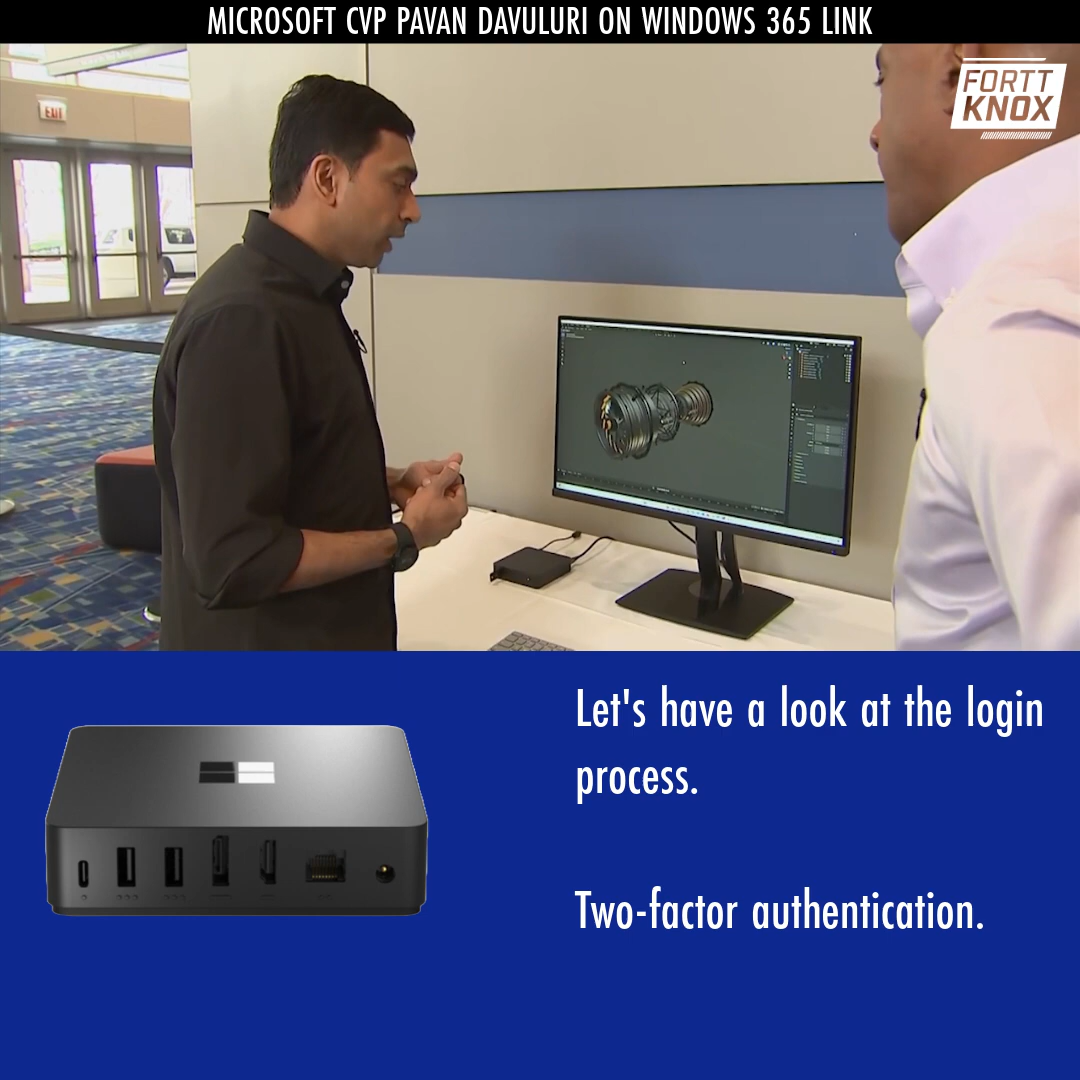 MICROSOFT CVP PAVAN DAVULURI ON WINDOWS 365 LINK
FORTT
KNOX
EXIT
Let's have a look at the login
process.
Two-factor authentication.